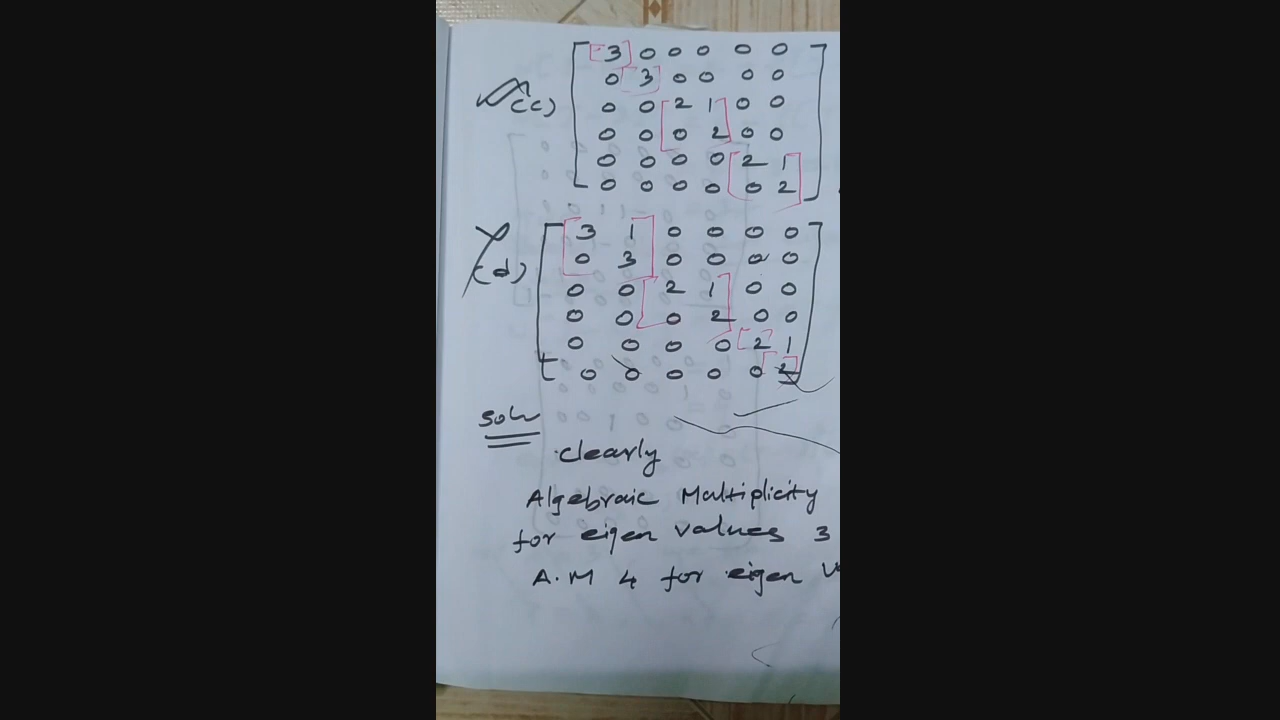 3 0 0 0 0 0
0 3 0 0 0 0
(c) 0 0 2 1 0 0
0 0 0 2 0 0
0 0 0 0 2 1
0 0 0 0 0 2
3 1 0 0 0 0
(d) 0 3 0 0 0 0
0 0 2 1 0 0
0 0 0 2 0 0
0 0 0 0 2 1
0 0 0 0 0 2
Soln
clearly
Algebraic Multiplicity
for eigen values 3
A.M 4 for eigen